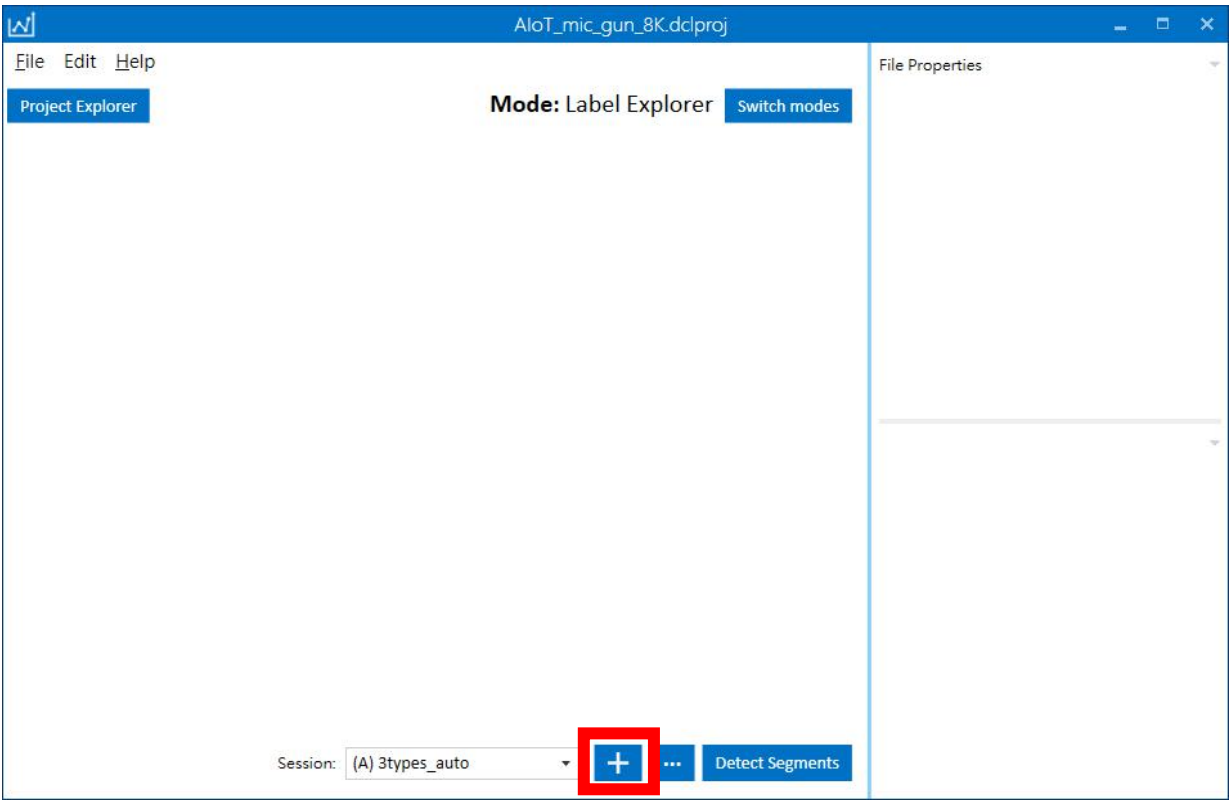 AIoT_mic_gun_8K.dclproj
File Edit Help
File Properties
Project Explorer
Mode: Label Explorer
Switch modes
Session: (A) 3types_auto
+
...
Detect Segments